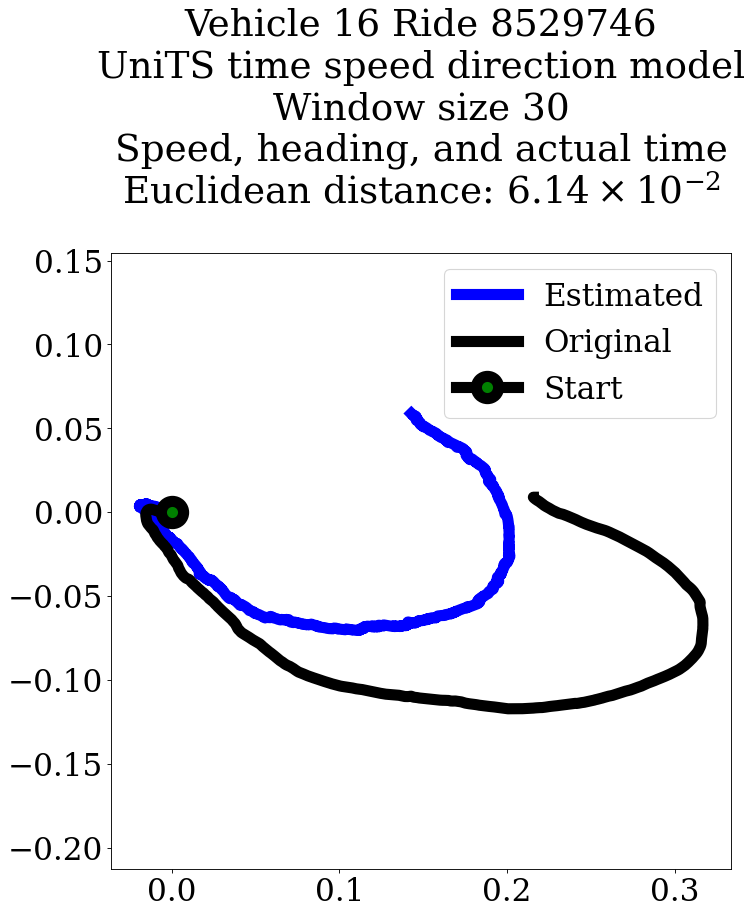 Vehicle 16 Ride 8529746
UniTS time speed direction model
Window size 30
Speed, heading, and actual time
Euclidean distance: 6.14 × 10⁻²
0.15
0.10
0.05
0.00
−0.05
−0.10
−0.15
−0.20
Estimated
Original
Start
0.0 0.1 0.2 0.3